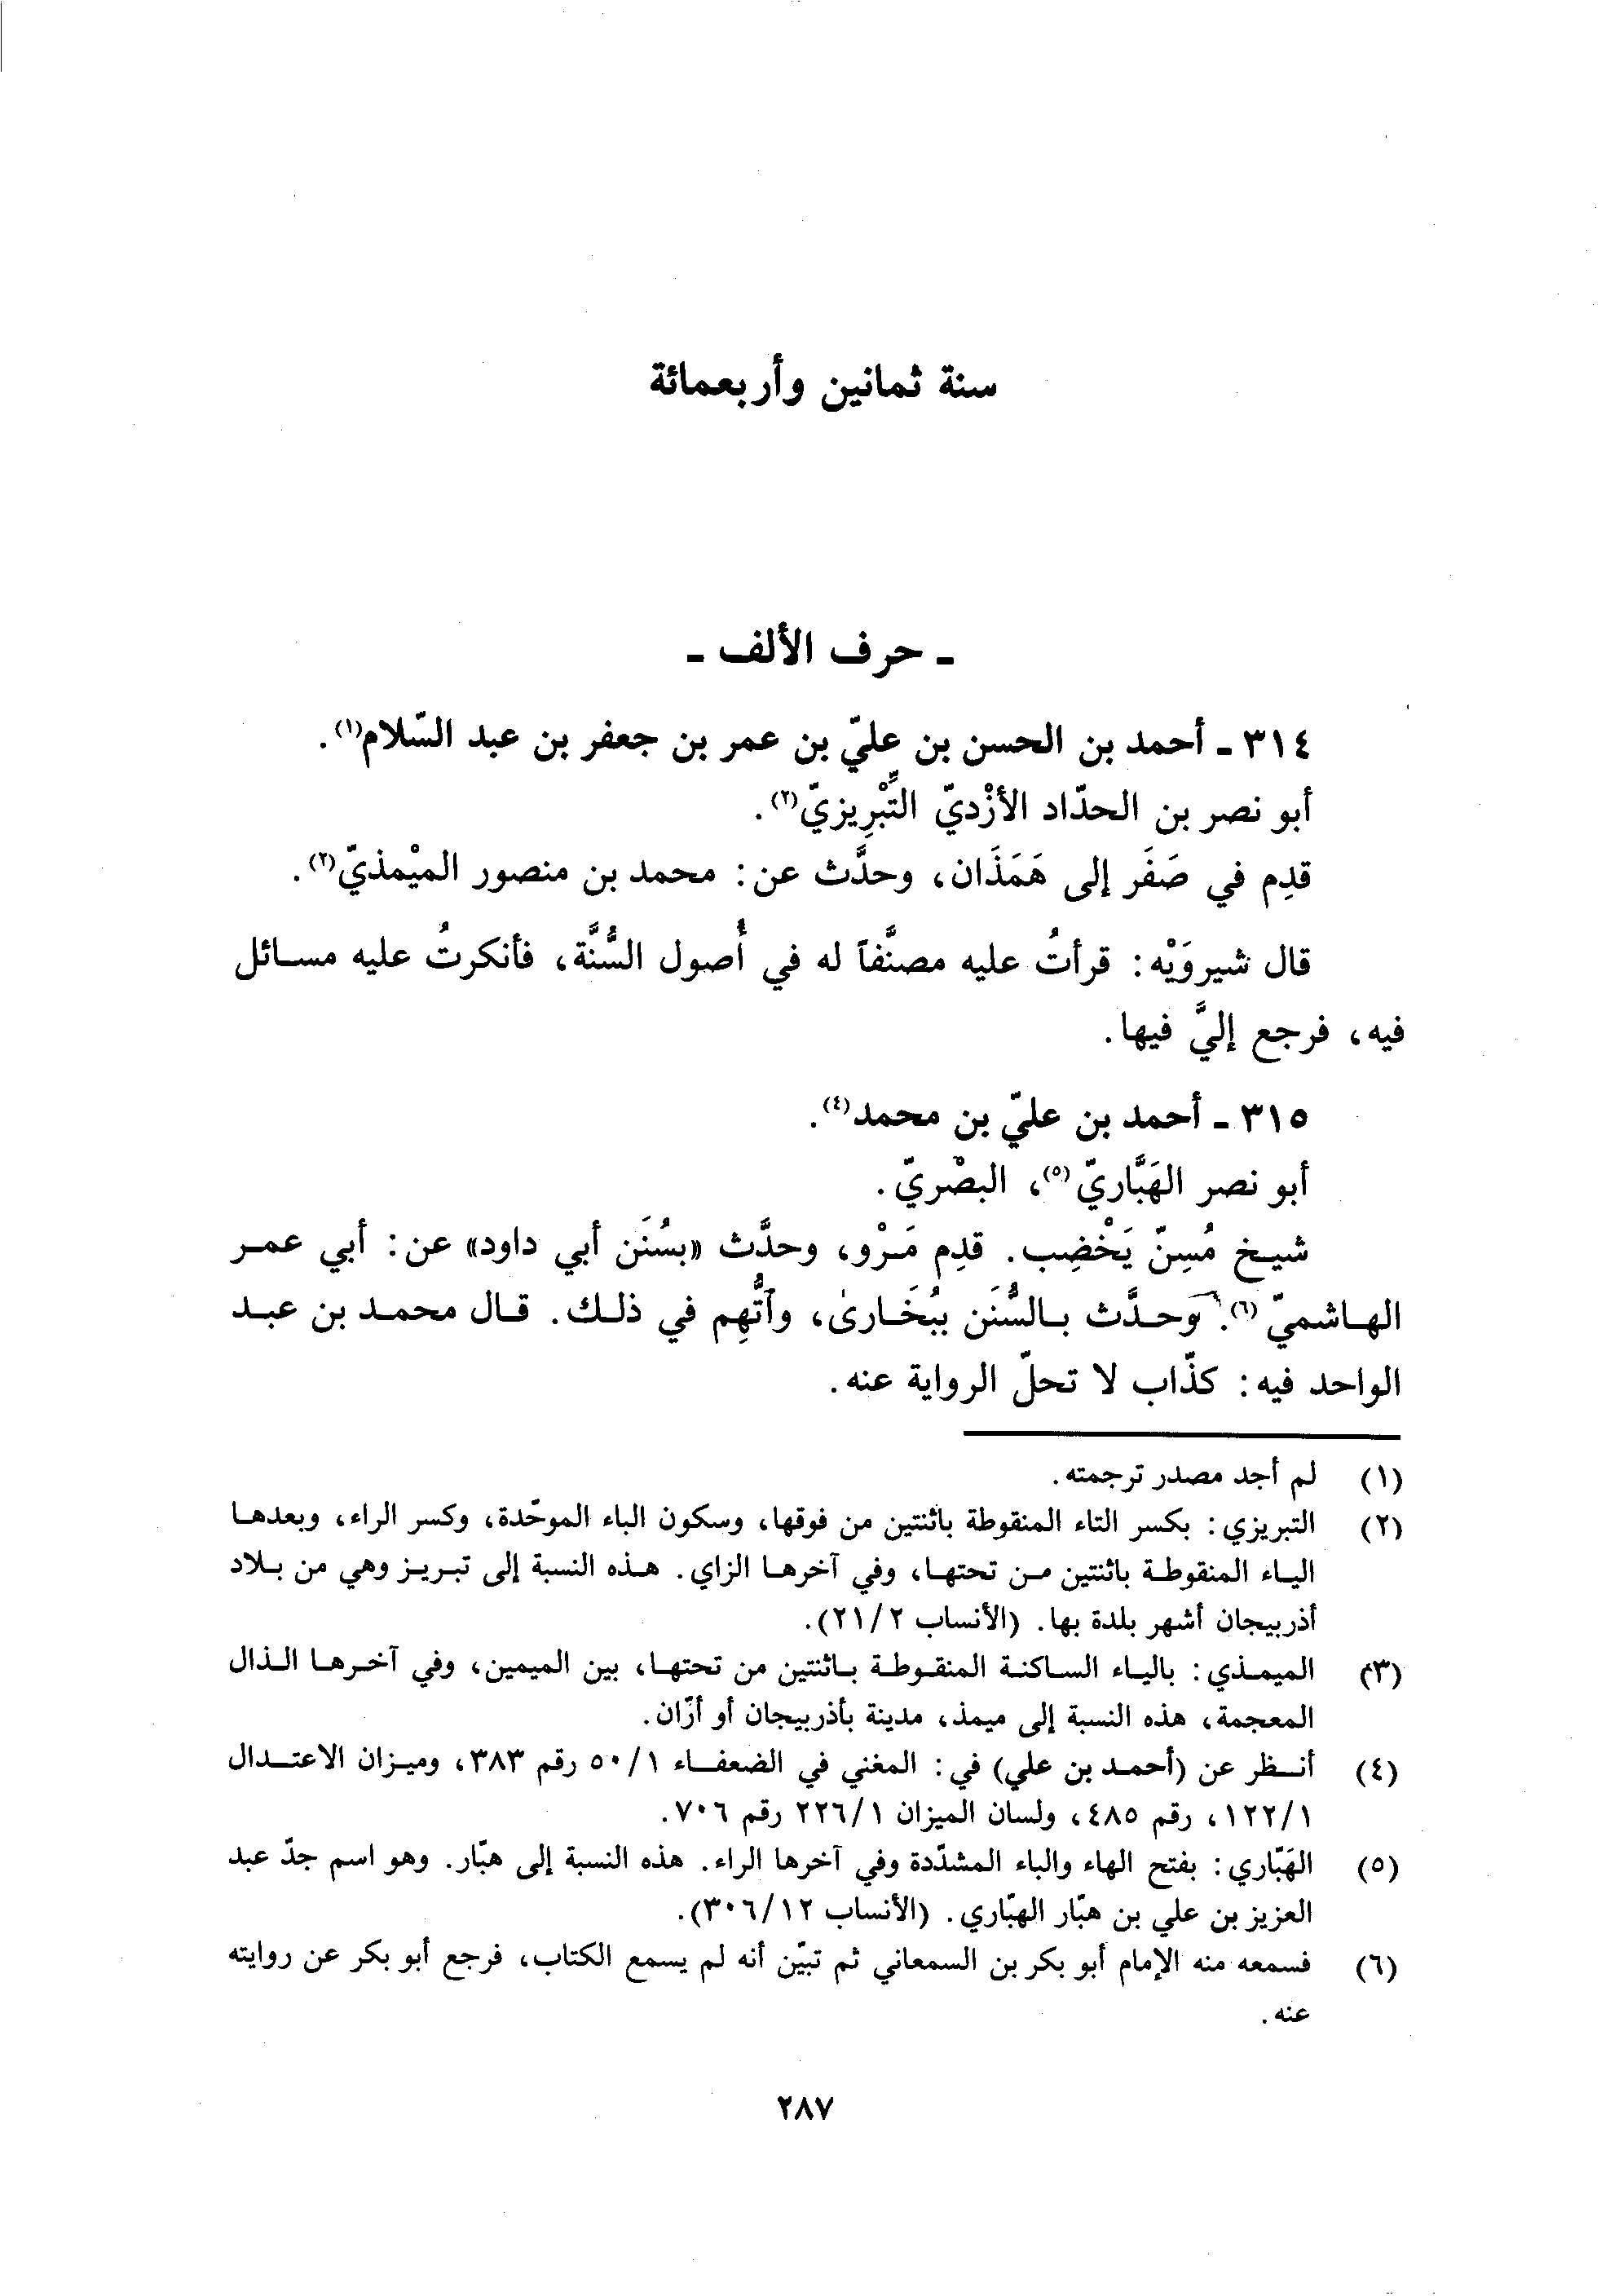 سنة ثمانين وأربعمائة
ـ حرف الألف ـ
٣١٤ ـ أحمد بن الحسن بن عليّ بن عمر بن جعفر بن عبد السّلام(١).
أبو نصر بن الحدّاد الأزْديّ التِّبْرِيزيّ(٢).
قدِم في صَفَر إلى هَمَذَان، وحدَّث عن: محمد بن منصور الميْمذيّ(٣).
قال شيروَيْه: قرأتُ عليه مصنَّفاً له في أصول السُّنَّة، فأنكرتُ عليه مسائل
فيه، فرجع إليَّ فيها.
٣١٥ ـ أحمد بن عليّ بن محمد(٤).
أبو نصر الهَبَّاريّ(٥)، البصْريّ.
شيخ مُسِنّ يَخْضِب. قدِم مَرْو، وحدَّث «بسُنَن أبي داود» عن: أبي عمر
الهاشميّ(٦). وحدَّث بالسُّنَن ببُخَارىٰ، وٱتُّهِم في ذلك. قال محمد بن عبد
الواحد فيه: كذّاب لا تحلّ الرواية عنه.
(١) لم أجد مصدر ترجمته.
(٢) التبريزي: بكسر التاء المنقوطة باثنتين من فوقها، وسكون الباء الموحّدة، وكسر الراء، وبعدها
الياء المنقوطة باثنتين من تحتها، وفي آخرها الزاي. هذه النسبة إلى تبريز وهي من بلاد
أذربيجان أشهر بلدة بها. (الأنساب ٢١/٢).
(٣) الميمذي: بالياء الساكنة المنقوطة باثنتين من تحتها، بين الميمين، وفي آخرها الذال
المعجمة، هذه النسبة إلى ميمذ، مدينة بأذربيجان أو أرّان.
(٤) أنظر عن (أحمد بن علي) في: المغني في الضعفاء ٥٠/١ رقم ٣٨٣، وميزان الاعتدال
١٢٢/١، رقم ٤٨٥، ولسان الميزان ٢٢٦/١ رقم ٧٠٦.
(٥) الهَبّاري: بفتح الهاء والباء المشدّدة وفي آخرها الراء. هذه النسبة إلى هبّار. وهو اسم جدّ عبد
العزيز بن علي بن هبّار الهبّاري. (الأنساب ٣٠٦/١٢).
(٦) فسمعه منه الإمام أبو بكر بن السمعاني ثم تبيّن أنه لم يسمع الكتاب، فرجع أبو بكر عن روايته
عنه.
٢٨٧